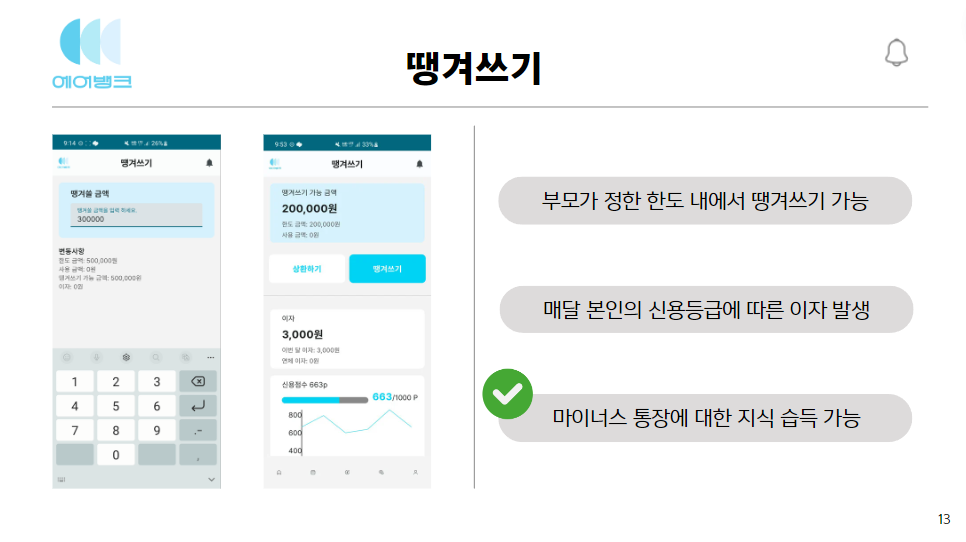 에어뱅크
땡겨쓰기
9:14
26%
땡겨쓰기
땡겨쓸 금액
땡겨쓸 금액을 입력 하세요.
300000
변동사항
한도 금액: 500,000원
사용 금액: 0원
땡겨쓰기 가능 금액: 500,000원
이자: 0원
1 2 3
4 5 6
7 8 9 .-
0 ,
9:53
33%
땡겨쓰기
땡겨쓰기 가능 금액
200,000원
한도 금액: 200,000원
사용 금액: 0원
상환하기 땡겨쓰기
이자
3,000원
이번 달 이자: 3,000원
연체 이자: 0원
신용점수 663p
663/1000 P
800
600
400
부모가 정한 한도 내에서 땡겨쓰기 가능
매달 본인의 신용등급에 따른 이자 발생
마이너스 통장에 대한 지식 습득 가능
13